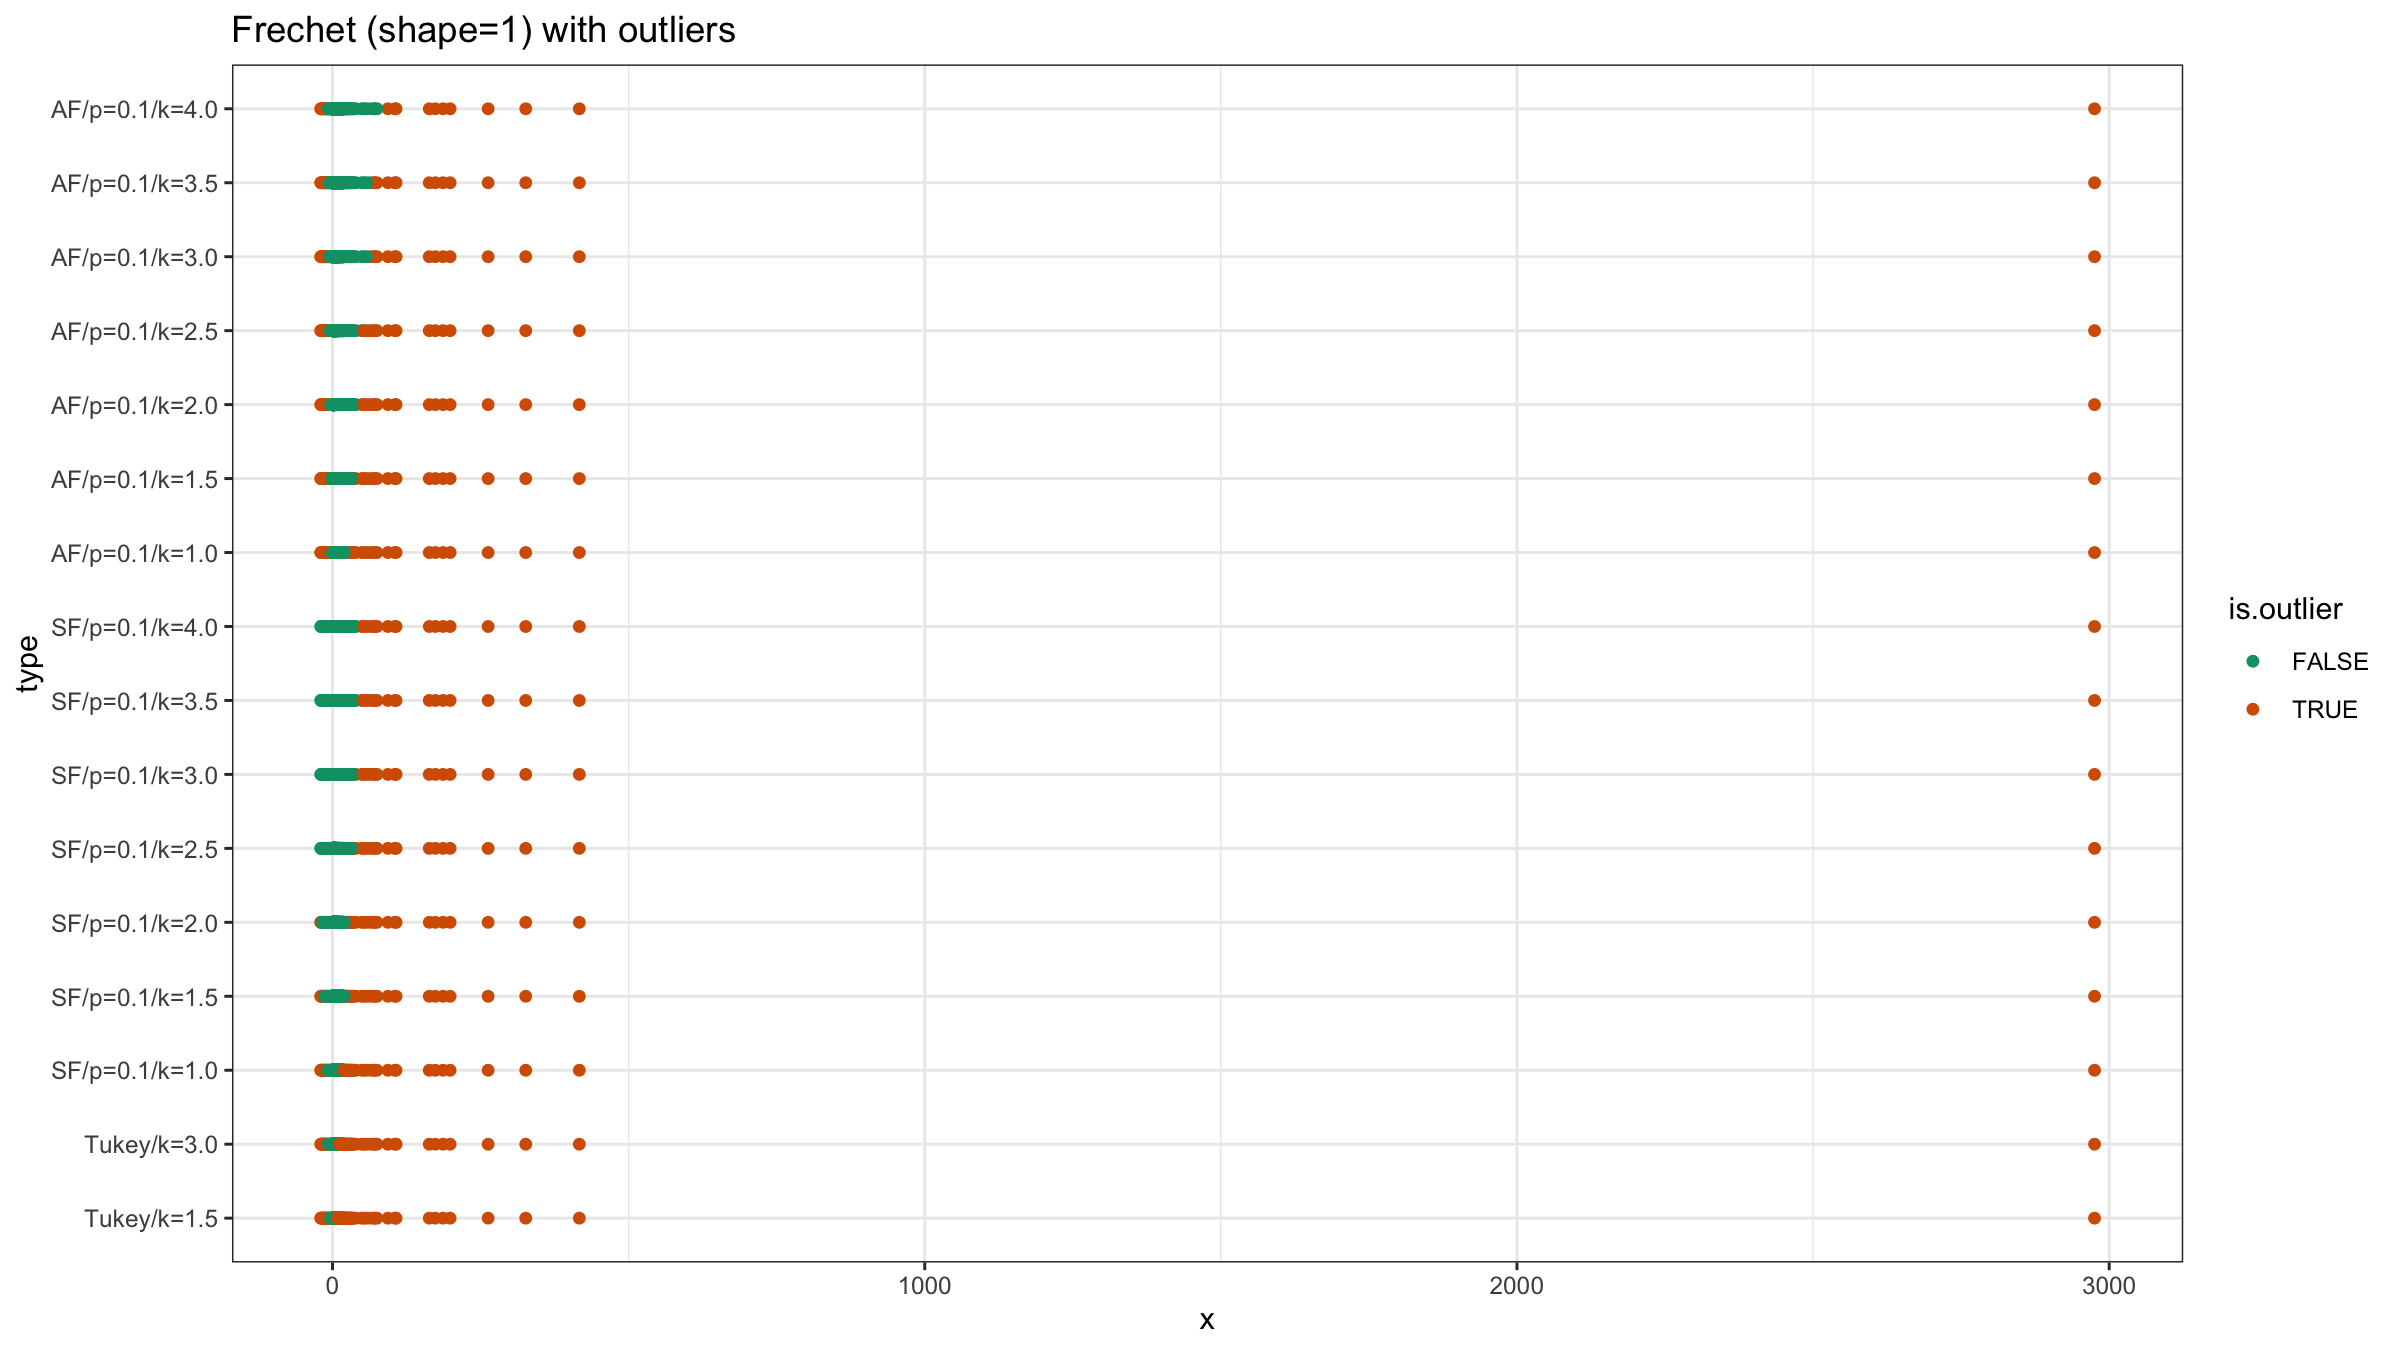 Frechet (shape=1) with outliers
AF/p=0.1/k=4.0
AF/p=0.1/k=3.5
AF/p=0.1/k=3.0
AF/p=0.1/k=2.5
AF/p=0.1/k=2.0
AF/p=0.1/k=1.5
AF/p=0.1/k=1.0
SF/p=0.1/k=4.0
SF/p=0.1/k=3.5
SF/p=0.1/k=3.0
SF/p=0.1/k=2.5
SF/p=0.1/k=2.0
SF/p=0.1/k=1.5
SF/p=0.1/k=1.0
Tukey/k=3.0
Tukey/k=1.5
type
0 1000 2000 3000
x
is.outlier
FALSE
TRUE